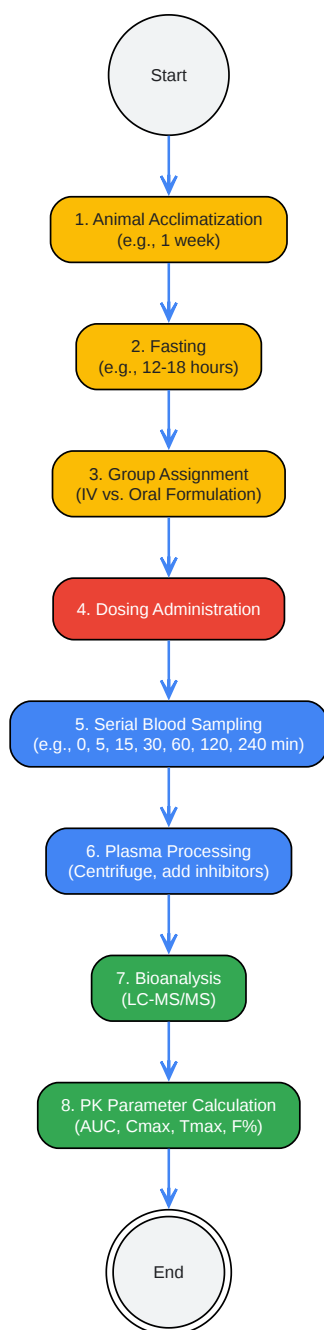 Start
1. Animal Acclimatization
(e.g., 1 week)
2. Fasting
(e.g., 12-18 hours)
3. Group Assignment
(IV vs. Oral Formulation)
4. Dosing Administration
5. Serial Blood Sampling
(e.g., 0, 5, 15, 30, 60, 120, 240 min)
6. Plasma Processing
(Centrifuge, add inhibitors)
7. Bioanalysis
(LC-MS/MS)
8. PK Parameter Calculation
(AUC, Cmax, Tmax, F%)
End